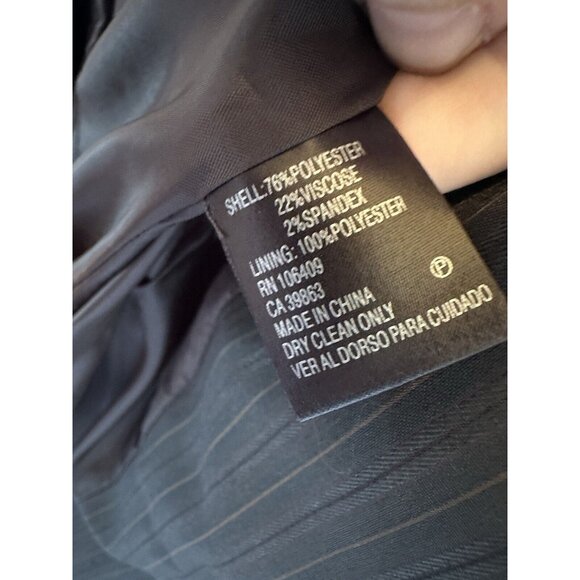 SHELL:76%POLYESTER
22%VISCOSE
2%SPANDEX
LINING: 100%POLYESTER
RN 106409
CA 39863
MADE IN CHINA
DRY CLEAN ONLY
VER AL DORSO PARA CUIDADO
P